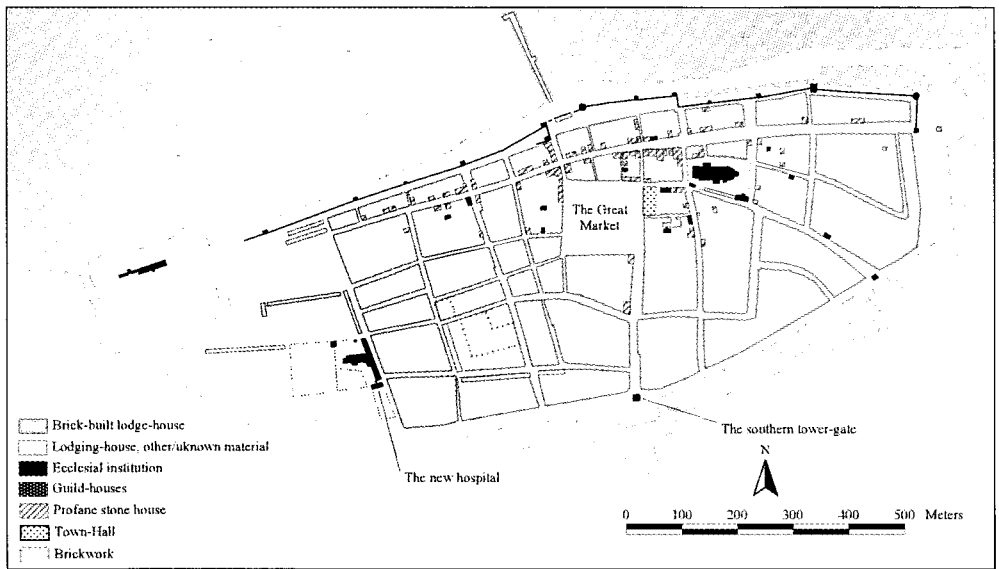 The Great
Market
Brick-built lodge-house
Lodging-house, other/uknown material
Ecclesial institution
Guild-houses
Profane stone house
Town-Hall
Brickwork
The new hospital
The southern tower-gate
N
0 100 200 300 400 500 Meters